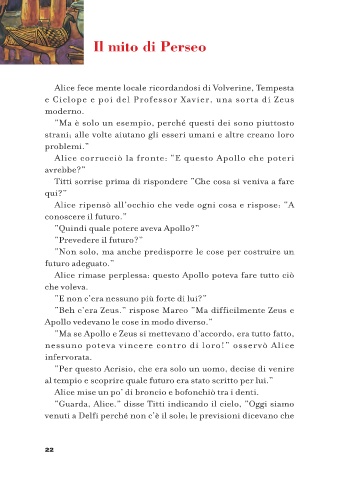 Il mito di Perseo
Alice fece mente locale ricordandosi di Volverine, Tempesta
e Ciclope e poi del Professor Xavier, una sorta di Zeus
moderno.
"Ma è solo un esempio, perché questi dei sono piuttosto
strani; alle volte aiutano gli esseri umani e altre creano loro
problemi."
Alice corrucciò la fronte: "E questo Apollo che poteri
avrebbe?"
Titti sorrise prima di rispondere "Che cosa si veniva a fare
qui?"
Alice ripensò all'occhio che vede ogni cosa e rispose: "A
conoscere il futuro."
"Quindi quale potere aveva Apollo?"
"Prevedere il futuro?"
"Non solo, ma anche predisporre le cose per costruire un
futuro adeguato."
Alice rimase perplessa: questo Apollo poteva fare tutto ciò
che voleva.
"E non c'era nessuno più forte di lui?"
"Beh c'era Zeus." rispose Marco "Ma difficilmente Zeus e
Apollo vedevano le cose in modo diverso."
"Ma se Apollo e Zeus si mettevano d'accordo, era tutto fatto,
nessuno poteva vincere contro di loro!" osservò Alice
infervorata.
"Per questo Acrisio, che era solo un uomo, decise di venire
al tempio e scoprire quale futuro era stato scritto per lui."
Alice mise un po' di broncio e bofonchiò tra i denti.
"Guarda, Alice." disse Titti indicando il cielo, "Oggi siamo
venuti a Delfi perché non c'è il sole; le previsioni dicevano che
22